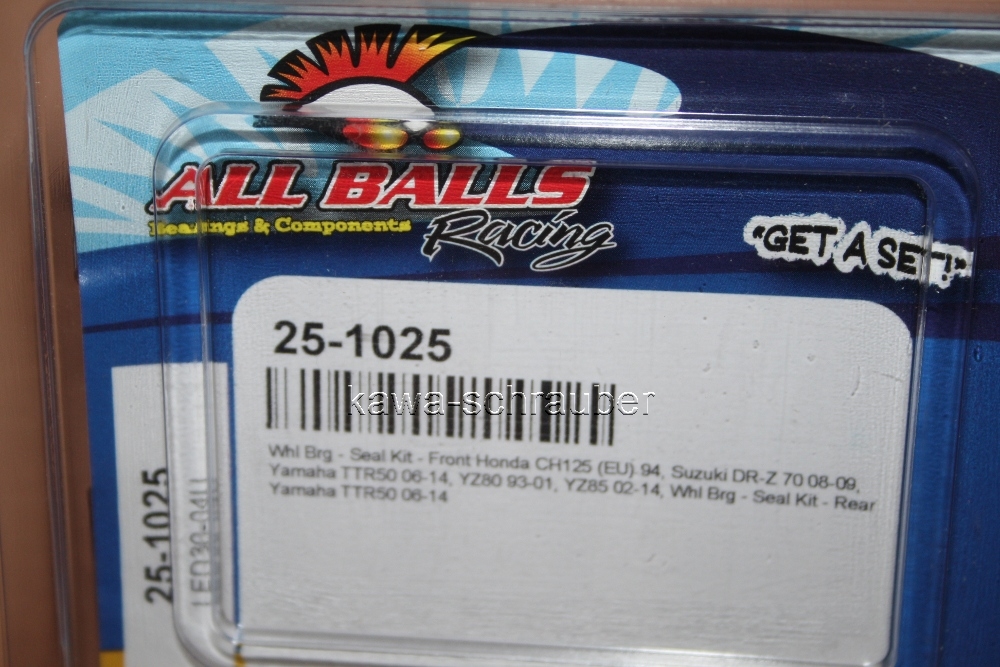 ALL BALLS
Bearings & Components
Racing
"GET A SET!"
25-1025
kawa-schrauber
Whl Brg - Seal Kit - Front Honda CH125 (EU) 94, Suzuki DR-Z 70 08-09,
Yamaha TTR50 06-14, YZ80 93-01, YZ85 02-14, Whl Brg - Seal Kit - Rear
Yamaha TTR50 06-14
25-1025